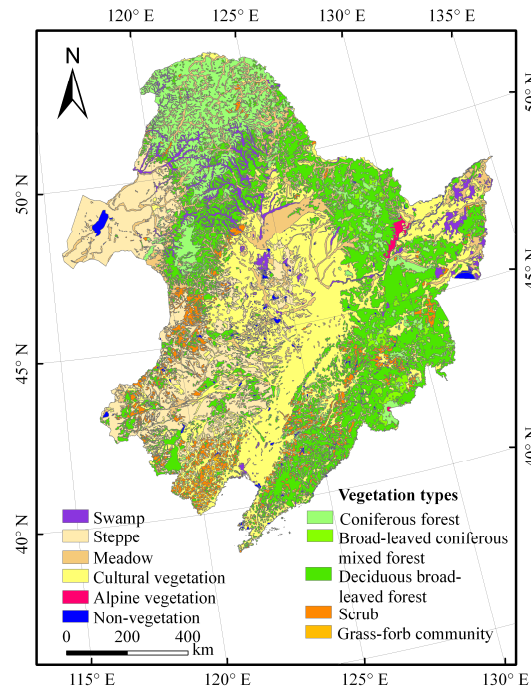 120° E 125° E 130° E 135° E
N
50° N
50° N
45° N
45° N
40° N
40° N
Vegetation types
Swamp
Steppe
Meadow
Cultural vegetation
Alpine vegetation
Non-vegetation
Coniferous forest
Broad-leaved coniferous
mixed forest
Deciduous broad-
leaved forest
Scrub
Grass-forb community
0 200 400
km
115° E 120° E 125° E 130° E